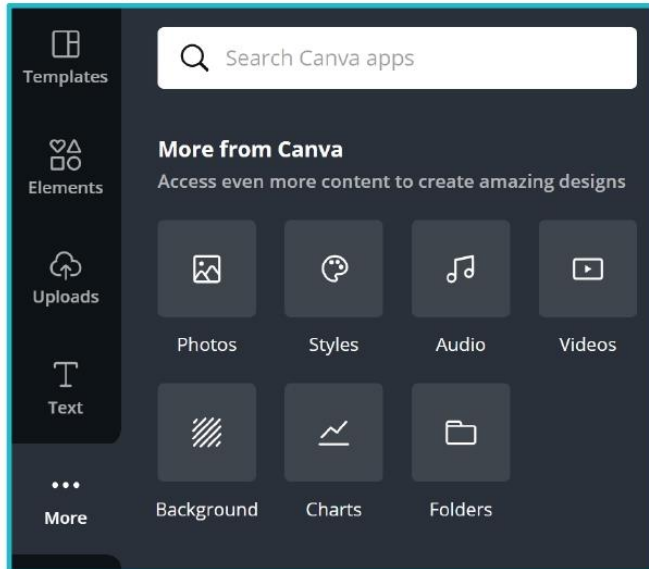 Templates
Elements
Uploads
Text
More
Search Canva apps
More from Canva
Access even more content to create amazing designs
Photos Styles Audio Videos
Background Charts Folders